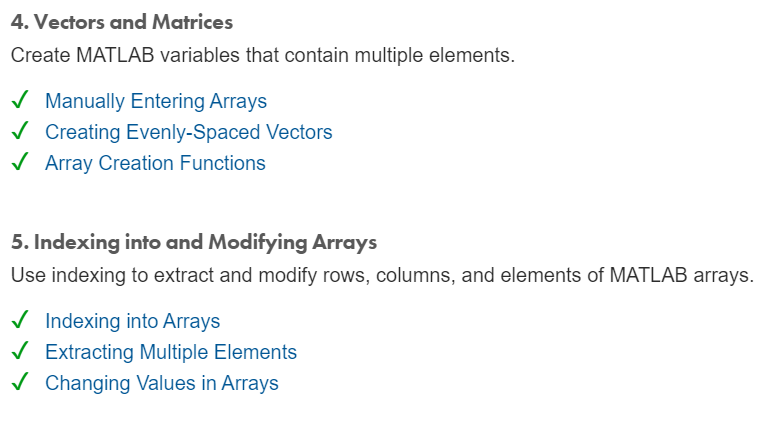 4. Vectors and Matrices
Create MATLAB variables that contain multiple elements.
✓ Manually Entering Arrays
✓ Creating Evenly-Spaced Vectors
✓ Array Creation Functions
5. Indexing into and Modifying Arrays
Use indexing to extract and modify rows, columns, and elements of MATLAB arrays.
✓ Indexing into Arrays
✓ Extracting Multiple Elements
✓ Changing Values in Arrays